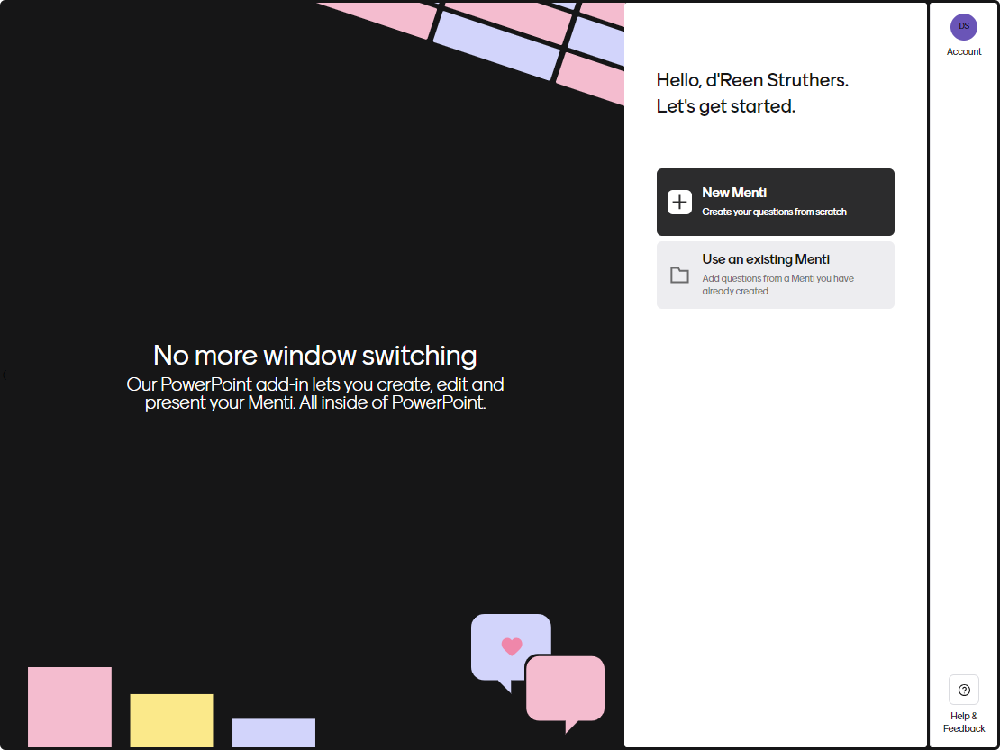 DS
Account
Hello, d'Reen Struthers.
Let's get started.
New Menti
Create your questions from scratch
Use an existing Menti
Add questions from a Menti you have
already created
No more window switching
Our PowerPoint add-in lets you create, edit and
present your Menti. All inside of PowerPoint.
Help &
Feedback